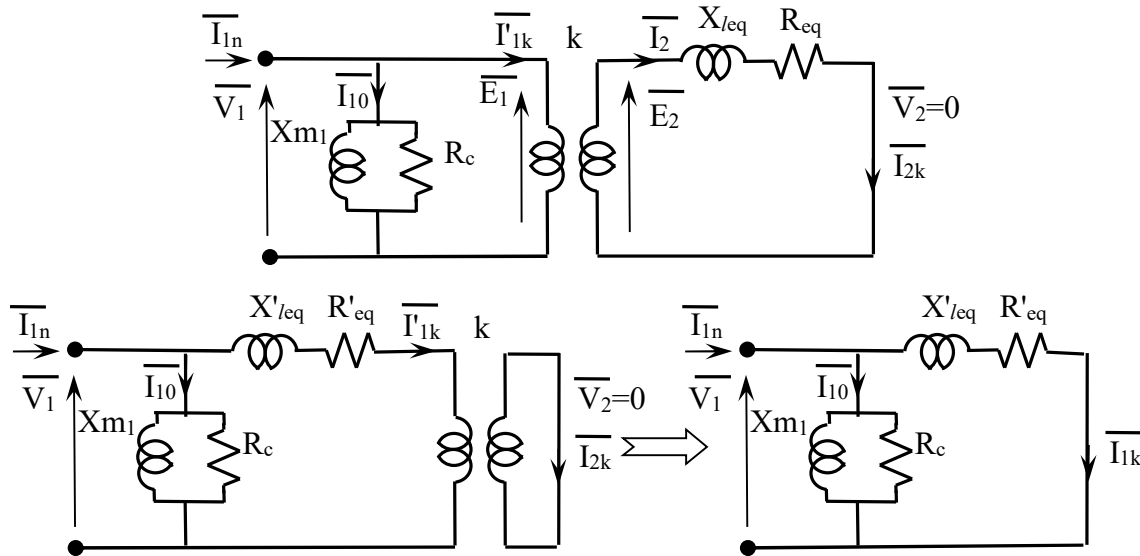 I1n I'1k k I2 Xleq Req
V1 I10 E1 E2 V2=0
Xm1 Rc I2k
I1n X'leq R'eq I'1k k
V1 I10 V2=0
Xm1 Rc I2k
I1n X'leq R'eq
V1 I10
Xm1 Rc I1k